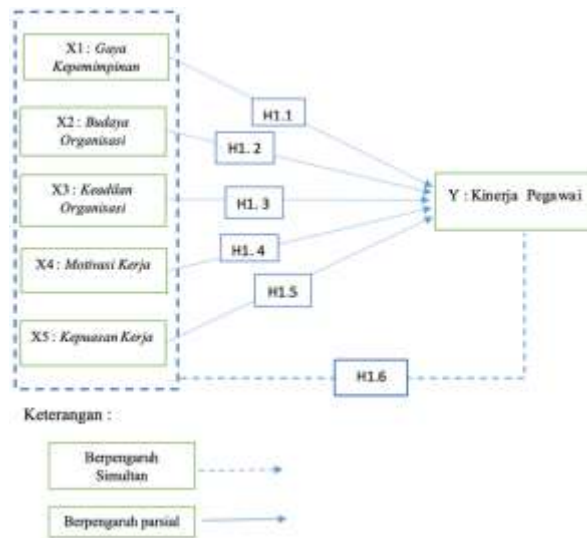 X1 : Gaya
Kepemimpinan
H1.1
X2 : Budaya
Organisasi
H1. 2
X3 : Keadilan
Organisasi
H1. 3
Y : Kinerja Pegawai
H1. 4
X4 : Motivasi Kerja
H1.5
X5 : Kepuasan Kerja
H1.6
Keterangan :
Berpengaruh
Simultan
Berpengaruh parsial